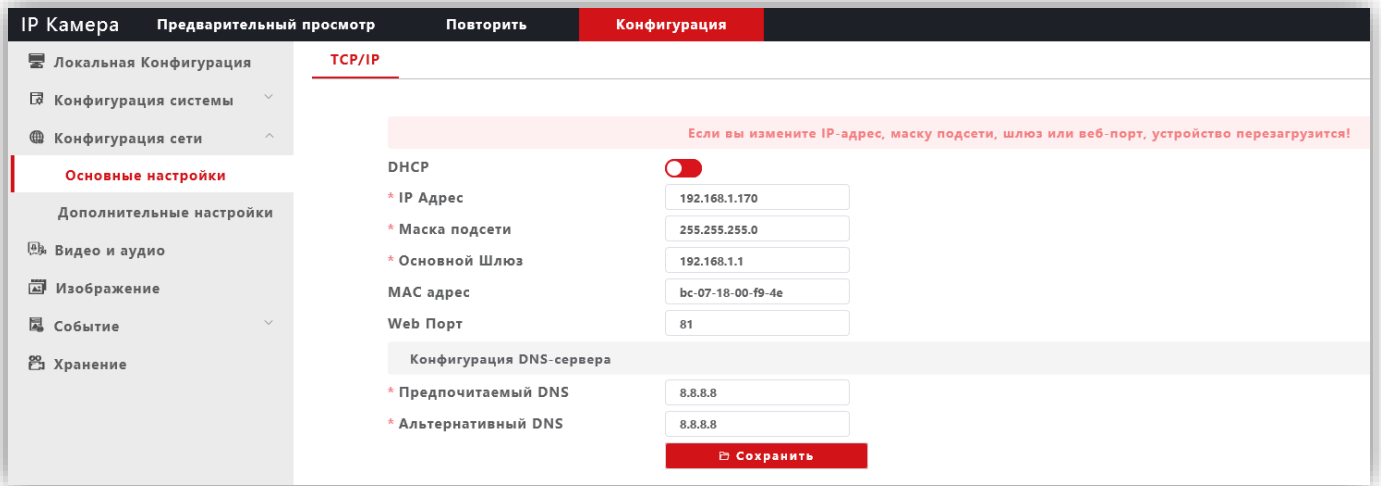 IP Камера Предварительный просмотр Повторить Конфигурация
Локальная Конфигурация
Конфигурация системы
Конфигурация сети
Основные настройки
Дополнительные настройки
Видео и аудио
Изображение
Событие
Хранение
TCP/IP
Если вы измените IP-адрес, маску подсети, шлюз или веб-порт, устройство перезагрузится!
DHCP
* IP Адрес 192.168.1.170
* Маска подсети 255.255.255.0
* Основной Шлюз 192.168.1.1
MAC адрес bc-07-18-00-f9-4e
Web Порт 81
Конфигурация DNS-сервера
* Предпочитаемый DNS 8.8.8.8
* Альтернативный DNS 8.8.8.8
Сохранить